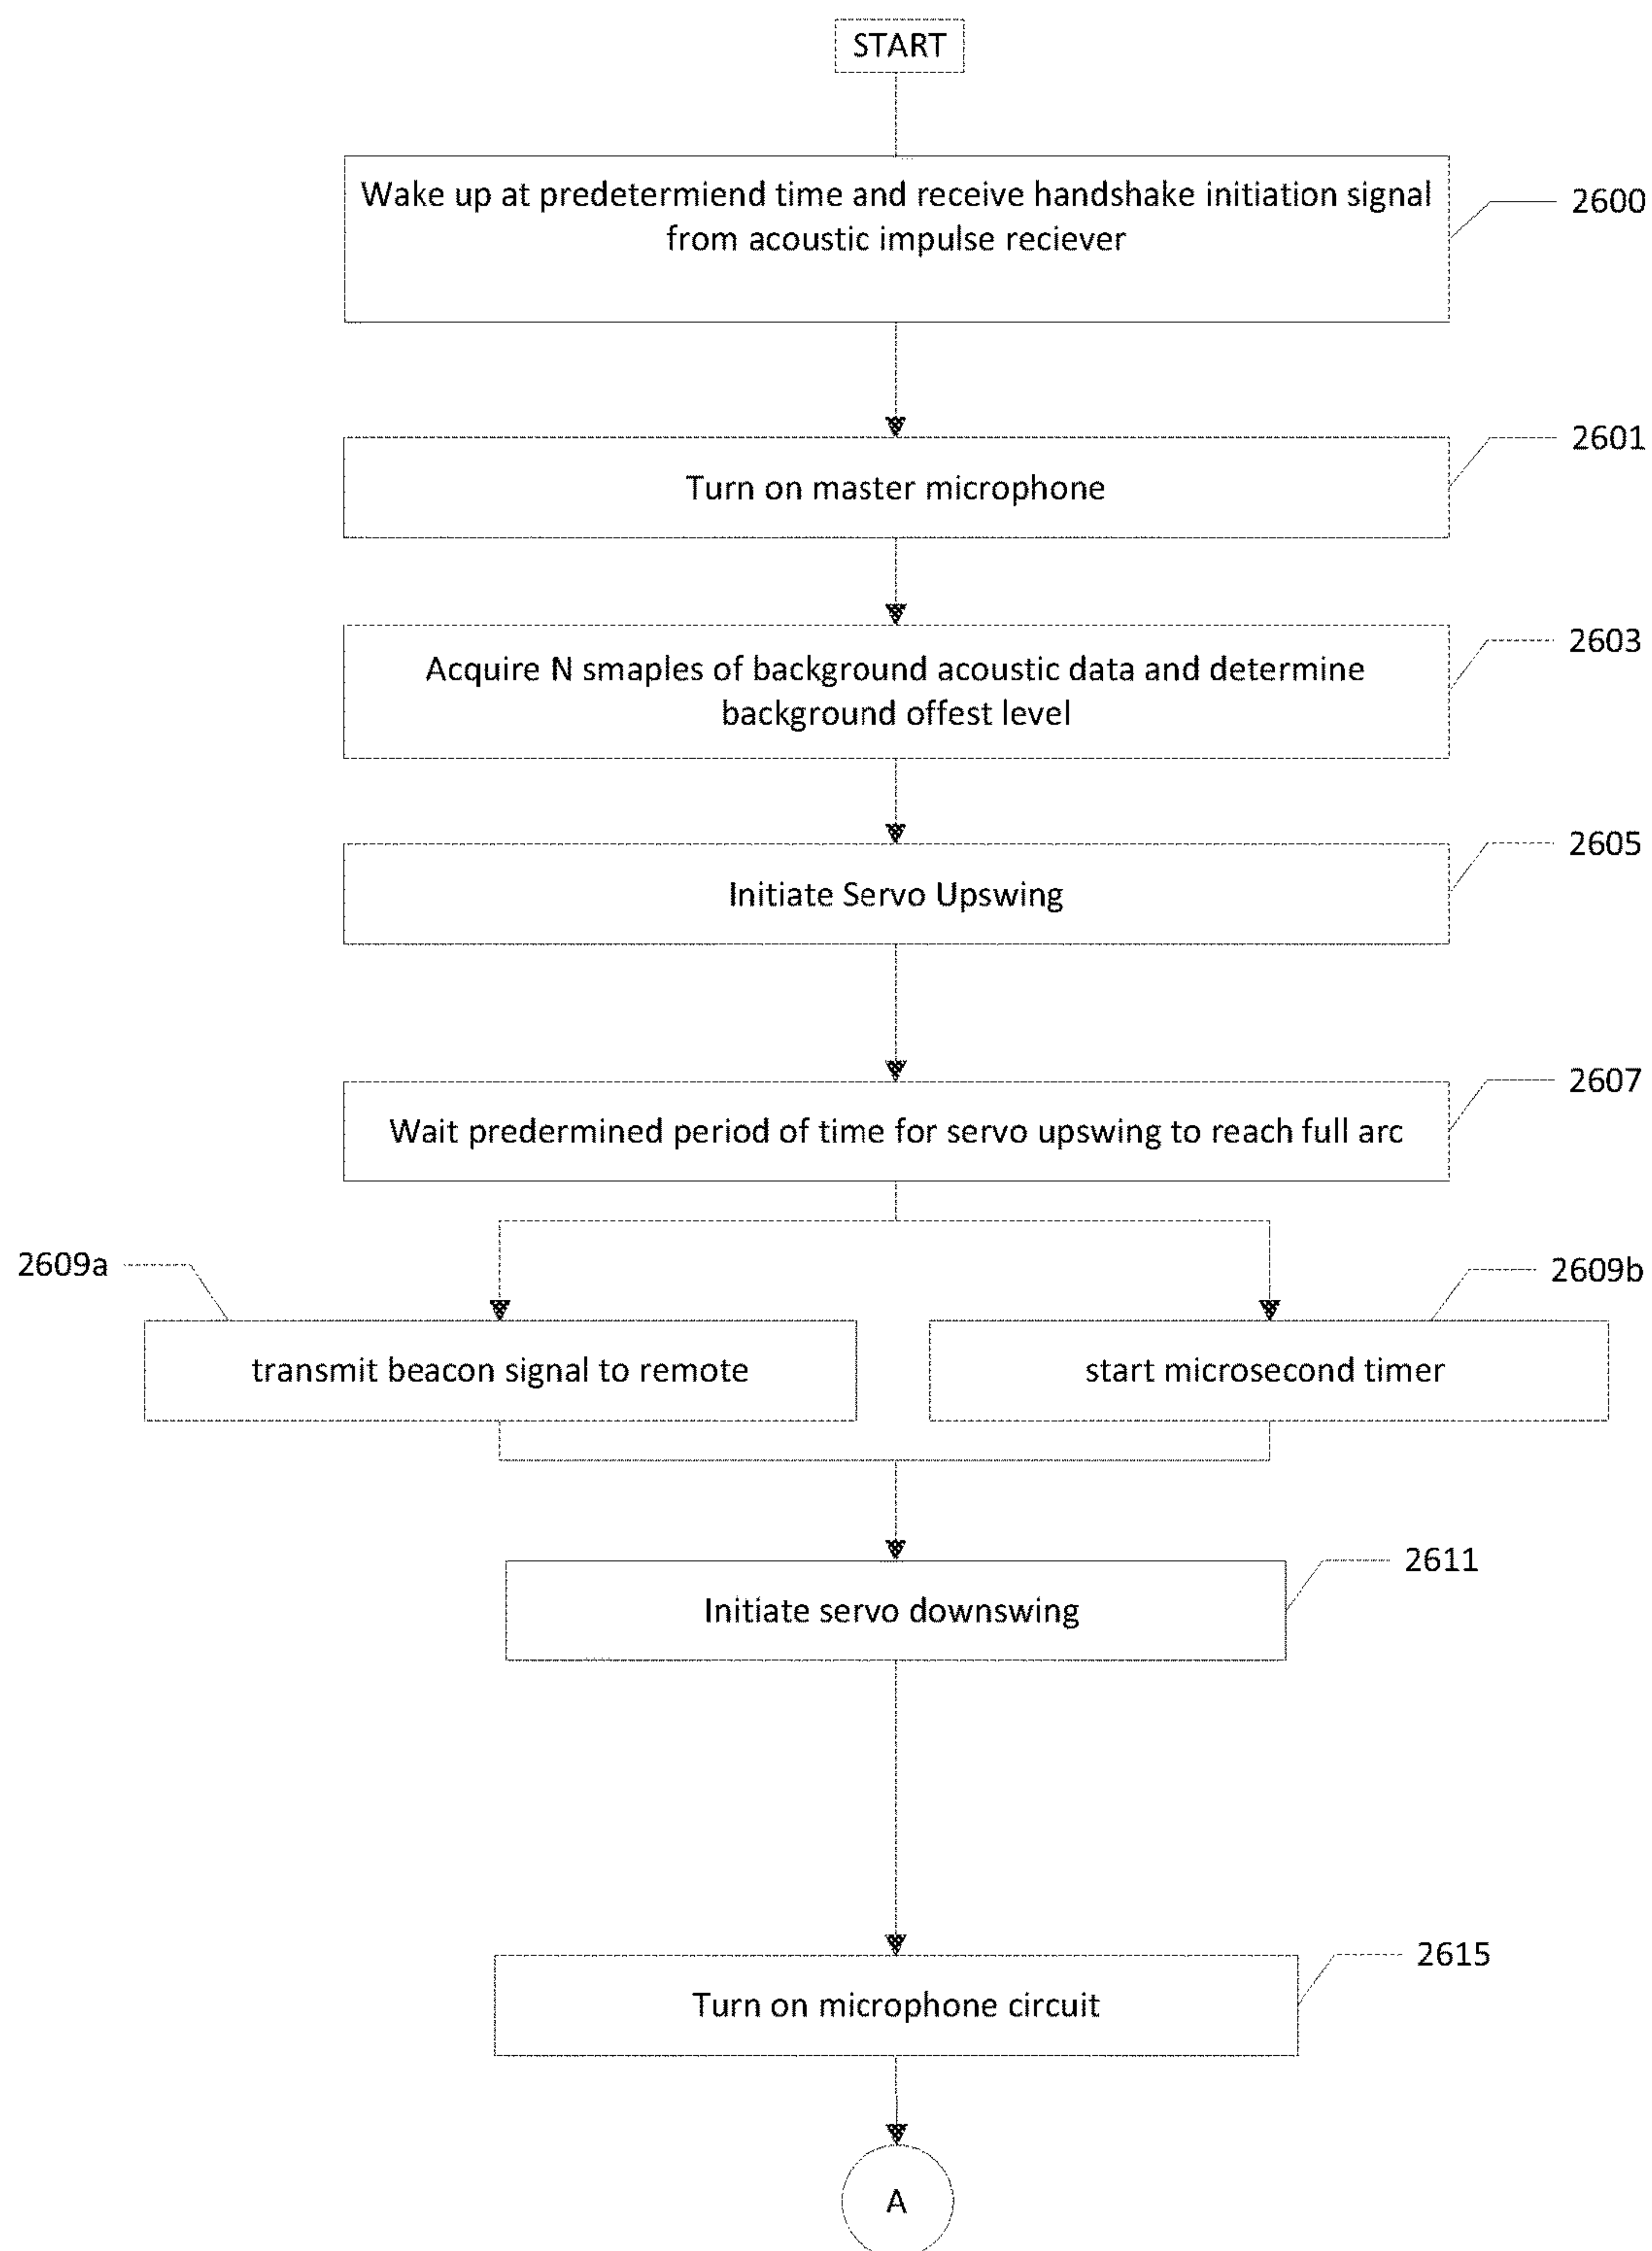 START
Wake up at predetermiend time and receive handshake initiation signal
from acoustic impulse reciever
2600
2601
Turn on master microphone
2603
Acquire N smaples of background acoustic data and determine
background offest level
2605
Initiate Servo Upswing
2607
Wait predermined period of time for servo upswing to reach full arc
2609a
2609b
transmit beacon signal to remote
start microsecond timer
2611
Initiate servo downswing
2615
Turn on microphone circuit
A